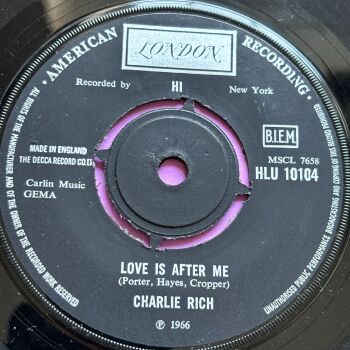 · AMERICAN RECORDING ·
LONDON
Recorded by HI New York
MADE IN ENGLAND
THE DECCA RECORD CO. LTD.
B.I.E.M.
MSCL 7658
HLU 10104
Carlin Music
GEMA
LOVE IS AFTER ME
(Porter, Hayes, Cropper)
CHARLIE RICH
℗ 1966
ALL RIGHTS OF THE MANUFACTURER AND OF THE OWNER OF THE RECORDED WORK RESERVED
UNAUTHORISED PUBLIC PERFORMANCE, BROADCASTING AND COPYING OF THIS RECORD PROHIBITED